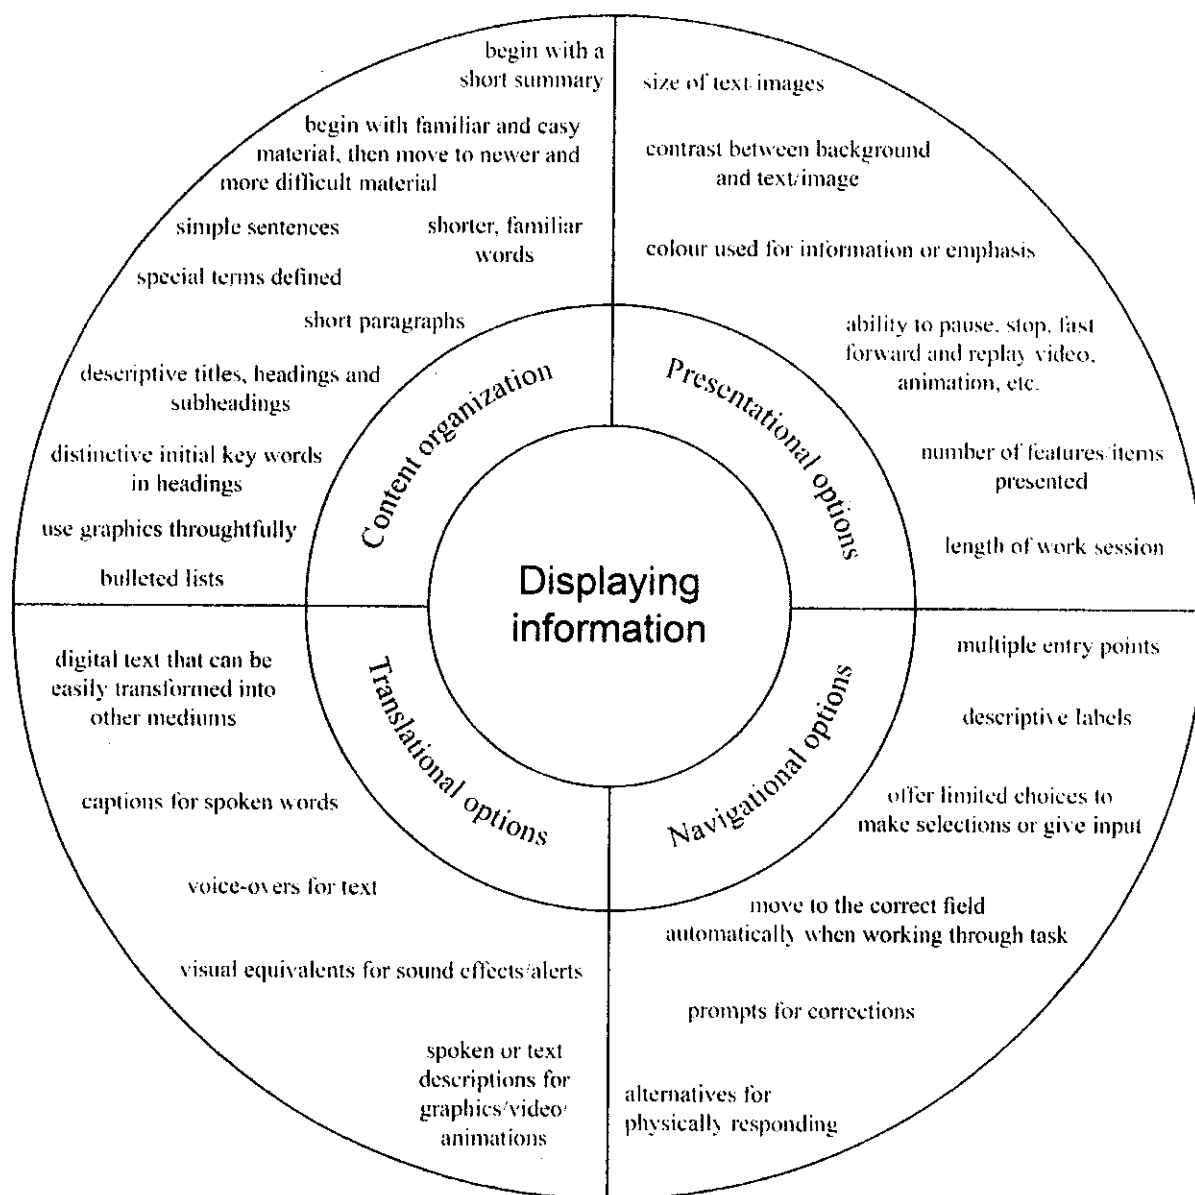 begin with a
short summary
begin with familiar and easy
material, then move to newer and
more difficult material
simple sentences
shorter, familiar
words
special terms defined
short paragraphs
descriptive titles, headings and
subheadings
distinctive initial key words
in headings
use graphics throughtfully
bulleted lists
Content organization
size of text/images
contrast between background
and text/image
colour used for information or emphasis
ability to pause, stop, fast
forward and replay video,
animation, etc.
number of features/items
presented
length of work session
Presentational options
Displaying
information
digital text that can be
easily transformed into
other mediums
captions for spoken words
voice-overs for text
visual equivalents for sound effects/alerts
spoken or text
descriptions for
graphics/video/
animations
Translational options
multiple entry points
descriptive labels
offer limited choices to
make selections or give input
move to the correct field
automatically when working through task
prompts for corrections
alternatives for
physically responding
Navigational options